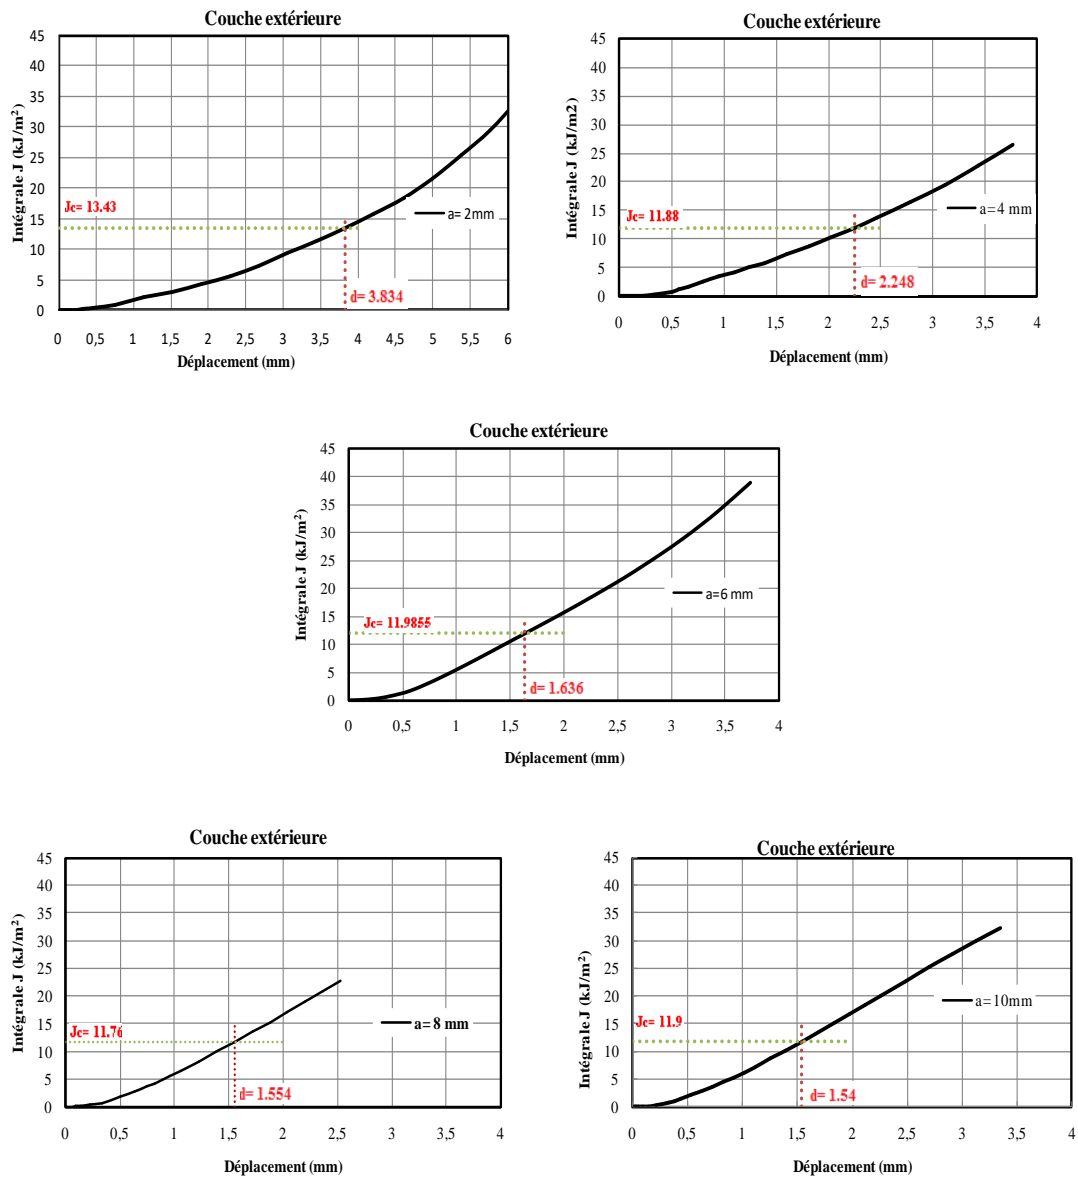 Couche extérieure
Intégrale J (kJ/m²)
45
40
35
30
25
20
15
10
5
0
Jc= 13.43
a= 2mm
d= 3.834
0 0,5 1 1,5 2 2,5 3 3,5 4 4,5 5 5,5 6
Déplacement (mm)
Couche extérieure
Intégrale J (kJ/m2)
45
40
35
30
25
20
15
10
5
0
Jc= 11.88
a=4 mm
d= 2.248
0 0,5 1 1,5 2 2,5 3 3,5 4
Déplacement (mm)
Couche extérieure
Intégrale J (kJ/m²)
45
40
35
30
25
20
15
10
5
0
Jc= 11.9855
a=6 mm
d= 1.636
0 0,5 1 1,5 2 2,5 3 3,5 4
Déplacement (mm)
Couche extérieure
Intégrale J (kJ/m²)
45
40
35
30
25
20
15
10
5
0
Jc= 11.76
a= 8 mm
d= 1.554
0 0,5 1 1,5 2 2,5 3 3,5 4
Déplacement (mm)
Couche extérieure
Intégrale J (kJ/m²)
45
40
35
30
25
20
15
10
5
0
Jc= 11.9
a= 10mm
d= 1.54
0 0,5 1 1,5 2 2,5 3 3,5 4
Déplacement (mm)